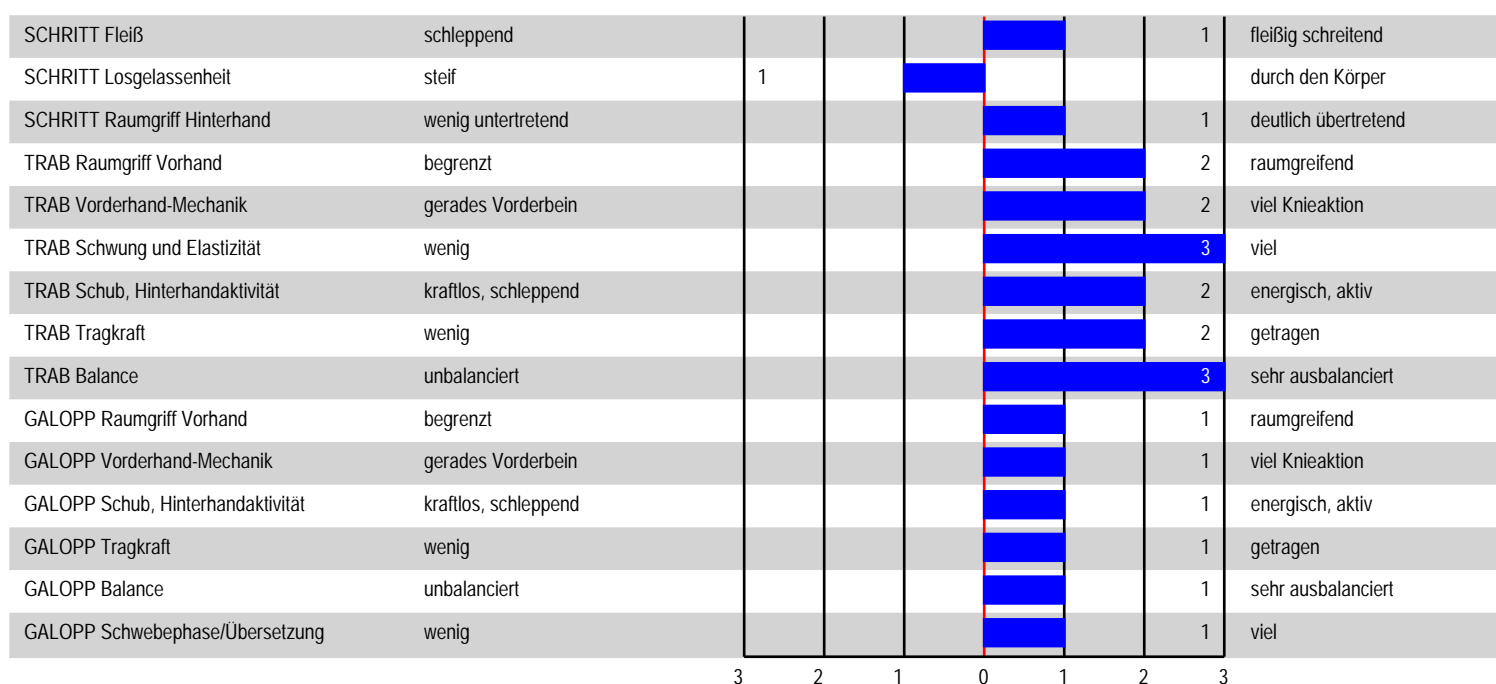 SCHRITT Fleiß schleppend 1 fleißig schreitend
SCHRITT Losgelassenheit steif 1 durch den Körper
SCHRITT Raumgriff Hinterhand wenig untertretend 1 deutlich übertretend
TRAB Raumgriff Vorhand begrenzt 2 raumgreifend
TRAB Vorderhand-Mechanik gerades Vorderbein 2 viel Knieaktion
TRAB Schwung und Elastizität wenig 3 viel
TRAB Schub, Hinterhandaktivität kraftlos, schleppend 2 energisch, aktiv
TRAB Tragkraft wenig 2 getragen
TRAB Balance unbalanciert 3 sehr ausbalanciert
GALOPP Raumgriff Vorhand begrenzt 1 raumgreifend
GALOPP Vorderhand-Mechanik gerades Vorderbein 1 viel Knieaktion
GALOPP Schub, Hinterhandaktivität kraftlos, schleppend 1 energisch, aktiv
GALOPP Tragkraft wenig 1 getragen
GALOPP Balance unbalanciert 1 sehr ausbalanciert
GALOPP Schwebephase/Übersetzung wenig 1 viel
3 2 1 0 1 2 3